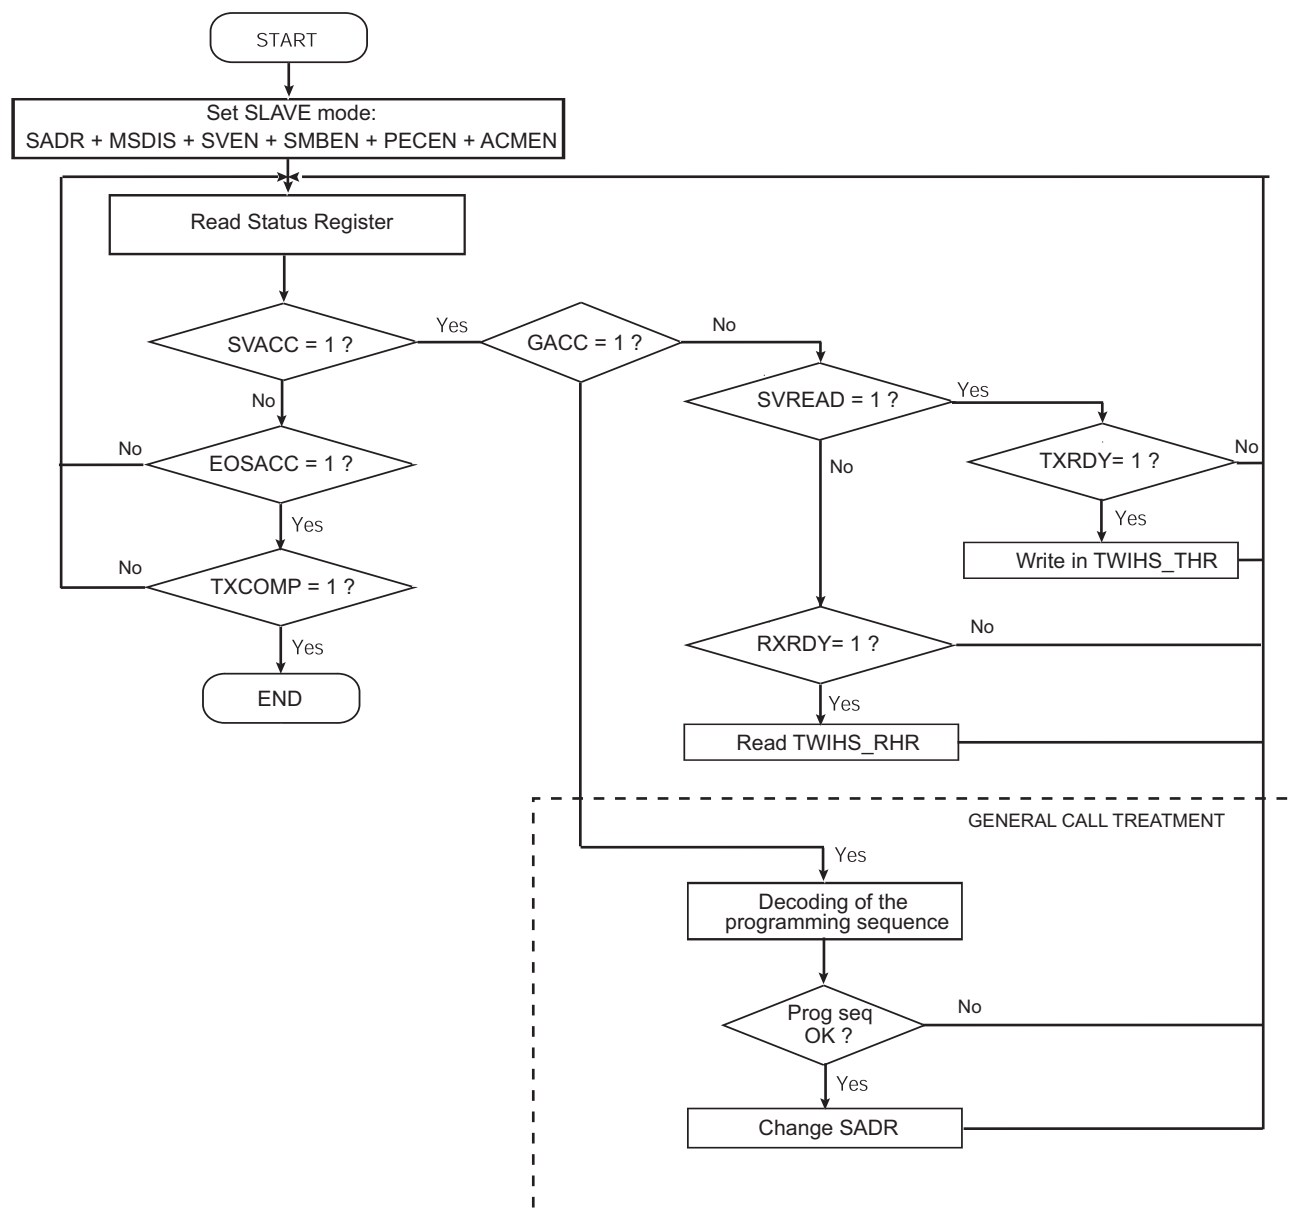 START
Set SLAVE mode:
SADR + MSDIS + SVEN + SMBEN + PECEN + ACMEN
Read Status Register
SVACC = 1 ?
Yes
GACC = 1 ?
No
SVREAD = 1 ?
Yes
No
No
EOSACC = 1 ?
No
TXRDY= 1 ?
No
Yes
Yes
Write in TWIHS_THR
No
TXCOMP = 1 ?
Yes
RXRDY= 1 ?
No
END
Yes
Read TWIHS_RHR
GENERAL CALL TREATMENT
Yes
Decoding of the
programming sequence
Prog seq
OK ?
No
Yes
Change SADR